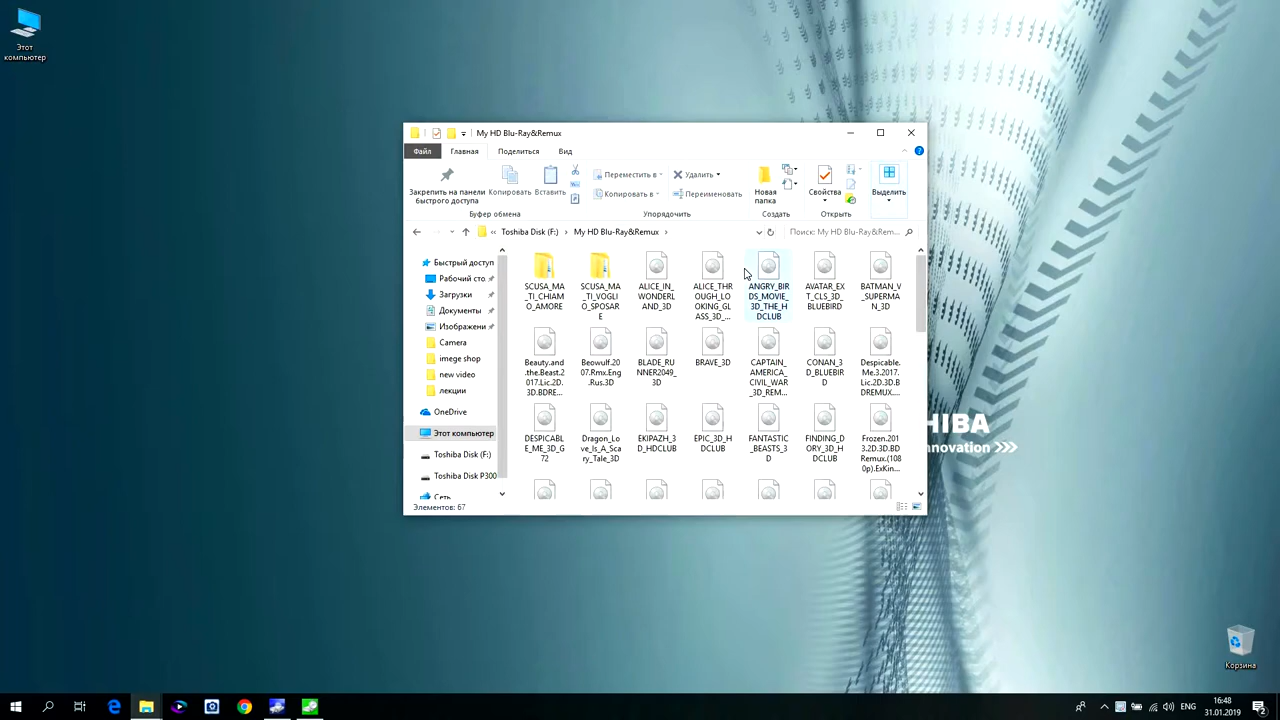 Этот
компьютер
My HD Blu-Ray&Remux
Файл
Главная
Поделиться
Вид
Закрепить на панели
быстрого доступа
Копировать
Вставить
Переместить в
Копировать в
Удалить
Переименовать
Новая
папка
Свойства
Выделить
Буфер обмена
Упорядочить
Создать
Открыть
Toshiba Disk (F:)
My HD Blu-Ray&Remux
Поиск: My HD Blu-Ray&Rem...
Быстрый доступ
Рабочий сто
Загрузки
Документы
Изображени
Camera
imege shop
new video
лекции
OneDrive
Этот компьютер
Toshiba Disk (F:)
Toshiba Disk P300
Сеть
SCUSA_MA
_TI_CHIAM
O_AMORE
SCUSA_MA
_TI_VOGLI
O_SPOSAR
E
ALICE_IN_
WONDERL
AND_3D
ALICE_THR
OUGH_LO
OKING_GL
ASS_3D_...
ANGRY_BIR
DS_MOVIE_
3D_THE_H
DCLUB
AVATAR_EX
T_CLS_3D_
BLUEBIRD
BATMAN_V
_SUPERMA
N_3D
Beauty.and
.the.Beast.2
017.Lic.2D.
3D.BDRE...
Beowulf.20
07.Rmx.Eng
.Rus.3D
BLADE_RU
NNER2049_
3D
BRAVE_3D
CAPTAIN_
AMERICA_
CIVIL_WAR
_3D_REM...
CONAN_3
D_BLUEBIR
D
Despicable.
Me.3.2017.
Lic.2D.3D.B
DREMUX....
DESPICABL
E_ME_3D_G
72
Dragon_Lo
ve_Is_A_Sca
ry_Tale_3D
EKIPAZH_3
D_HDCLUB
EPIC_3D_H
DCLUB
FANTASTIC
_BEASTS_3
D
FINDING_D
ORY_3D_H
DCLUB
Frozen.201
3.2D.3D.BD
Remux.(108
0p).ExKin...
Элементов: 67
HIBA
nnovation >>>
Корзина
ENG
16:48
31.01.2019
2